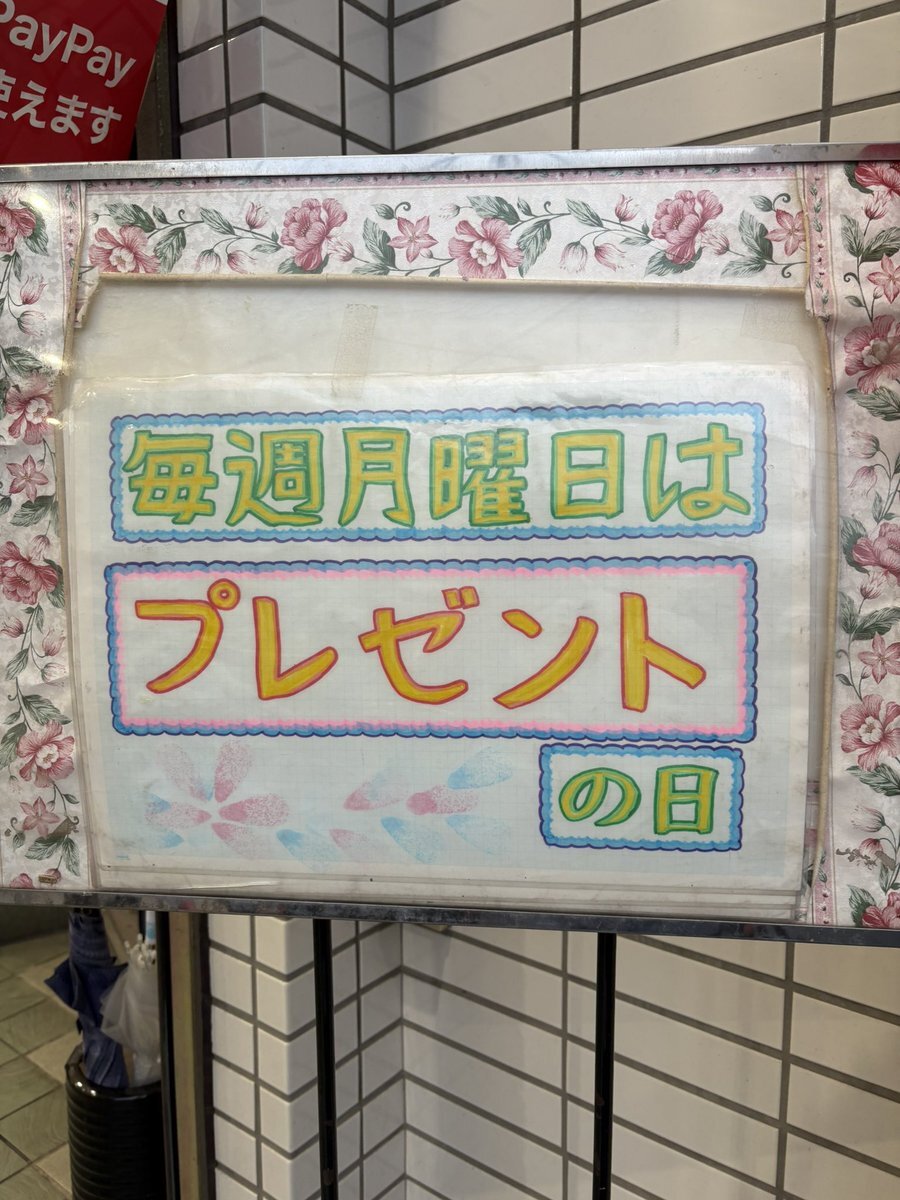 PayPay
使えます
毎週月曜日は
プレゼント
の日